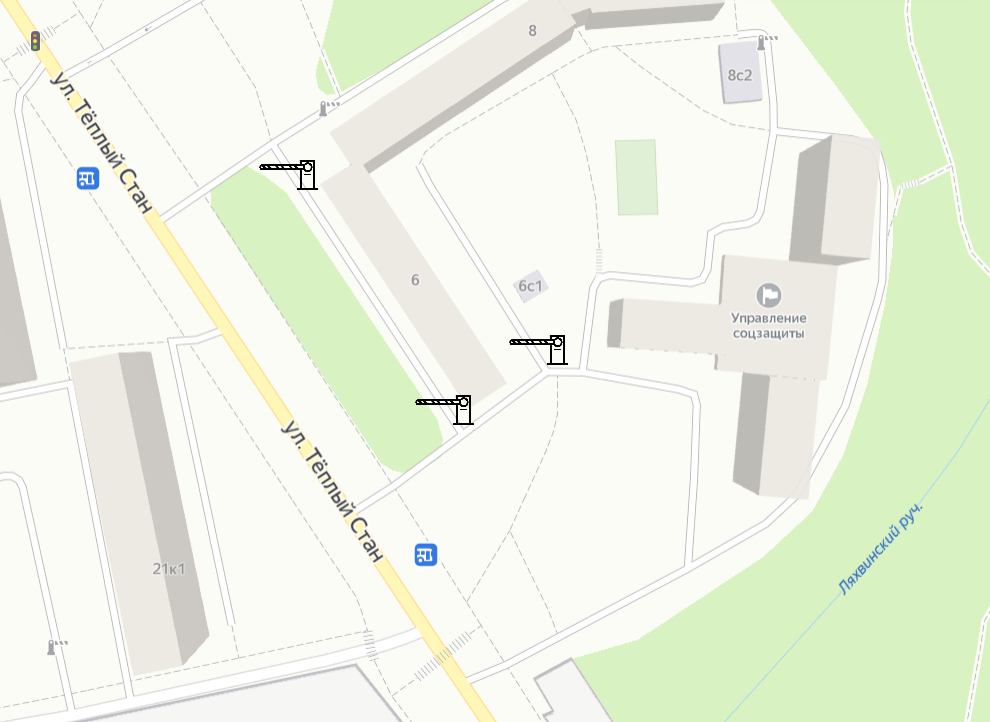 8
8с2
ул. Тёплый Стан
6
6с1
Управление
соцзащиты
ул. Тёплый Стан
Ляхвинский руч.
21к1